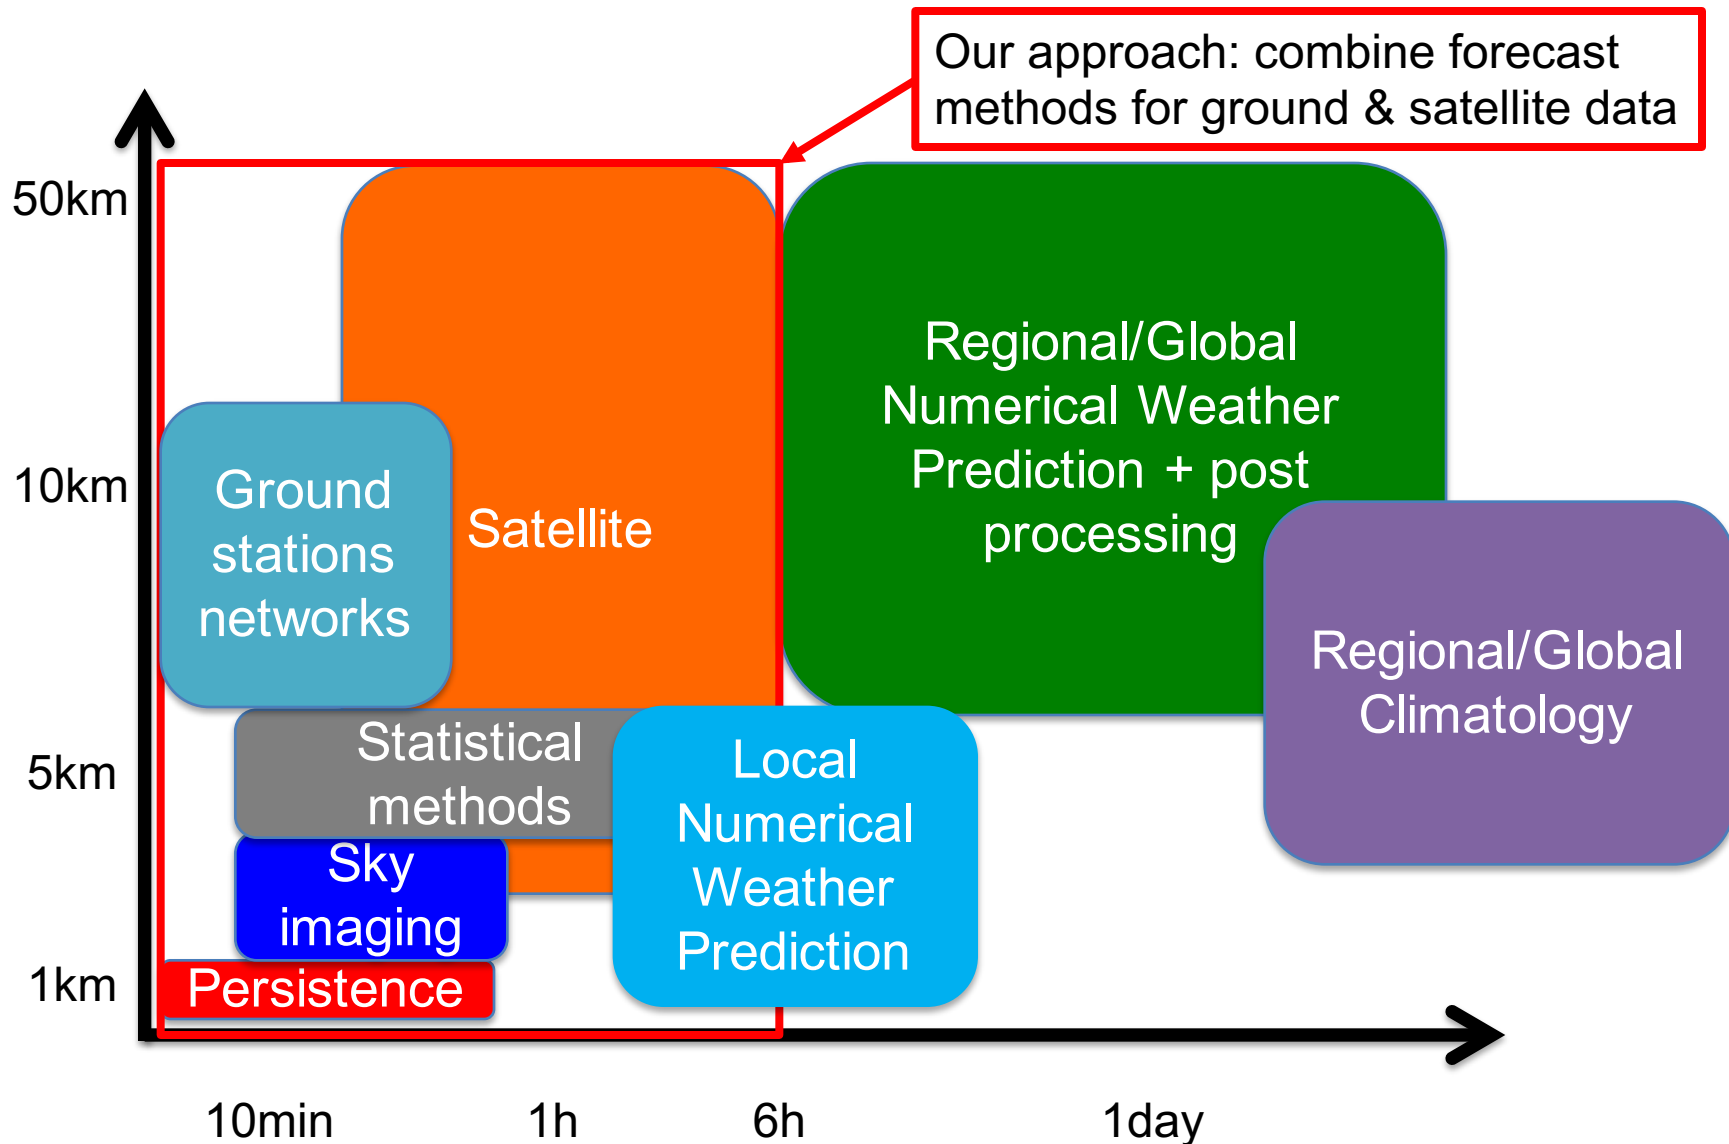 Our approach: combine forecast
methods for ground & satellite data
50km
10km
5km
1km
Ground
stations
networks
Satellite
Regional/Global
Numerical Weather
Prediction + post
processing
Regional/Global
Climatology
Statistical
methods
Local
Numerical
Weather
Prediction
Sky
imaging
Persistence
10min
1h
6h
1day